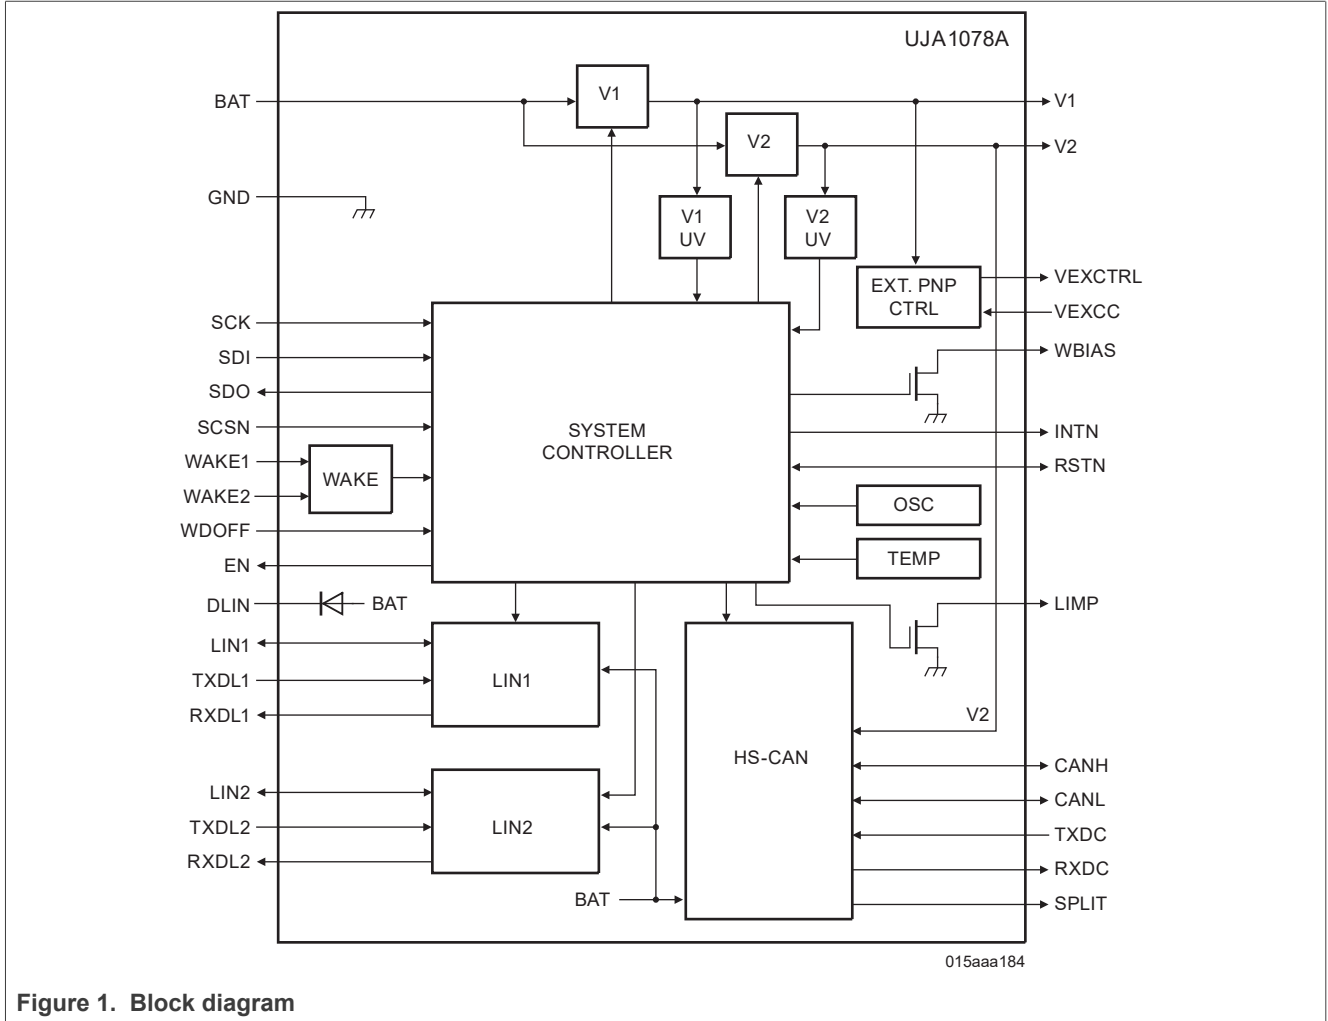 UJA1078A
BAT
V1
V1
V2
V2
GND
V1
UV
V2
UV
EXT. PNP
CTRL
VEXCTRL
VEXCC
SCK
SDI
SDO
SCSN
WAKE1
WAKE2
WAKE
WDOFF
EN
SYSTEM
CONTROLLER
WBIAS
INTN
RSTN
OSC
TEMP
DLIN
BAT
LIMP
LIN1
TXDL1
RXDL1
LIN1
LIN2
TXDL2
RXDL2
LIN2
BAT
HS-CAN
V2
CANH
CANL
TXDC
RXDC
SPLIT
015aaa184
Figure 1. Block diagram